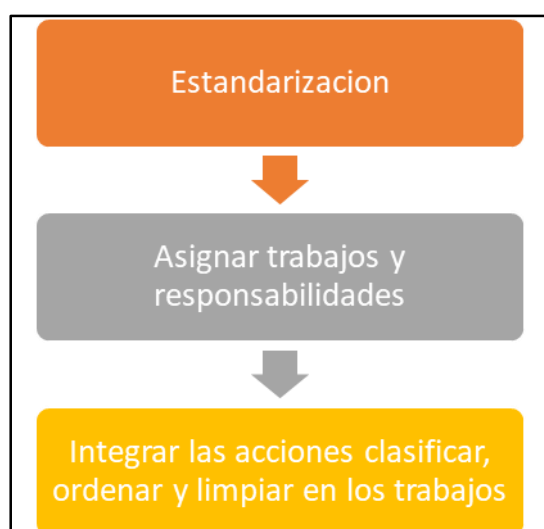 Estandarizacion
Asignar trabajos y
responsabilidades
Integrar las acciones clasificar,
ordenar y limpiar en los trabajos